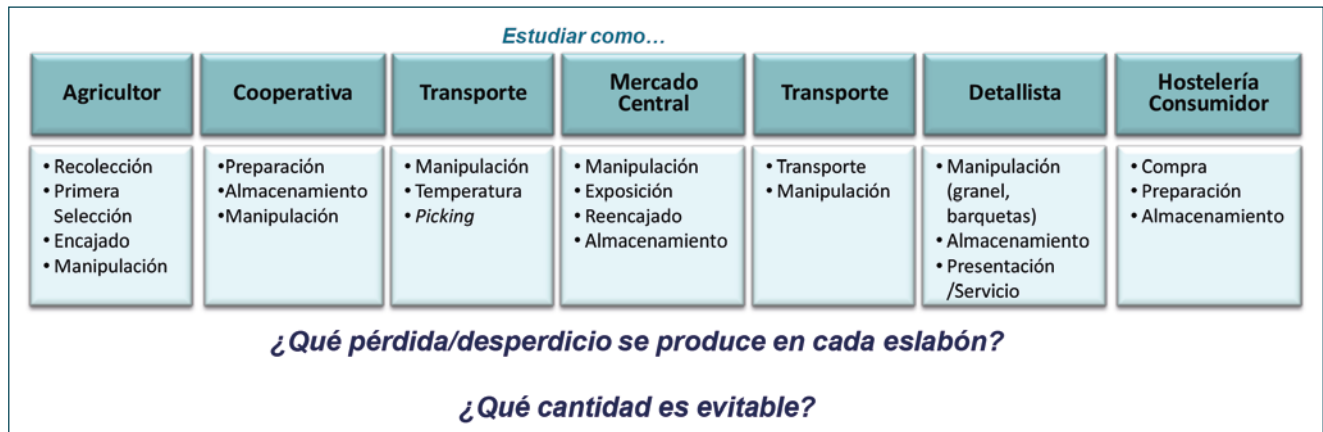 Estudiar como...
Agricultor
Cooperativa
Transporte
Mercado
Central
Transporte
Detallista
Hostelería
Consumidor
• Recolección
• Primera
Selección
• Encajado
• Manipulación
•Preparación
•Almacenamiento
•Manipulación
• Manipulación
• Temperatura
• Picking
• Manipulación
• Exposición
• Reencajado
• Almacenamiento
• Transporte
• Manipulación
• Manipulación
(granel,
barquetas)
• Almacenamiento
• Presentación
/Servicio
• Compra
• Preparación
• Almacenamiento
¿Qué pérdida/desperdicio se produce en cada eslabón?
¿Qué cantidad es evitable?